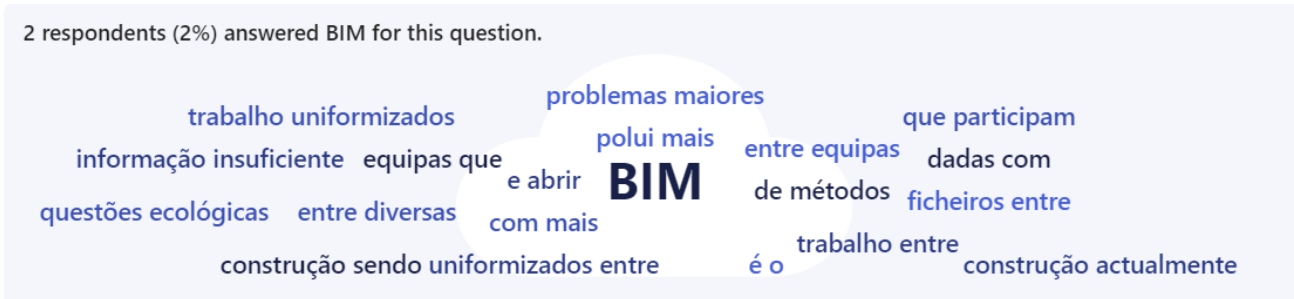 2 respondents (2%) answered BIM for this question.
problemas maiores
trabalho uniformizados
que participam
polui mais
entre equipas
informação insuficiente
equipas que
dadas com
e abrir
BIM
de métodos
ficheiros entre
questões ecológicas
entre diversas
com mais
trabalho entre
construção sendo
uniformizados entre
é o
construção actualmente